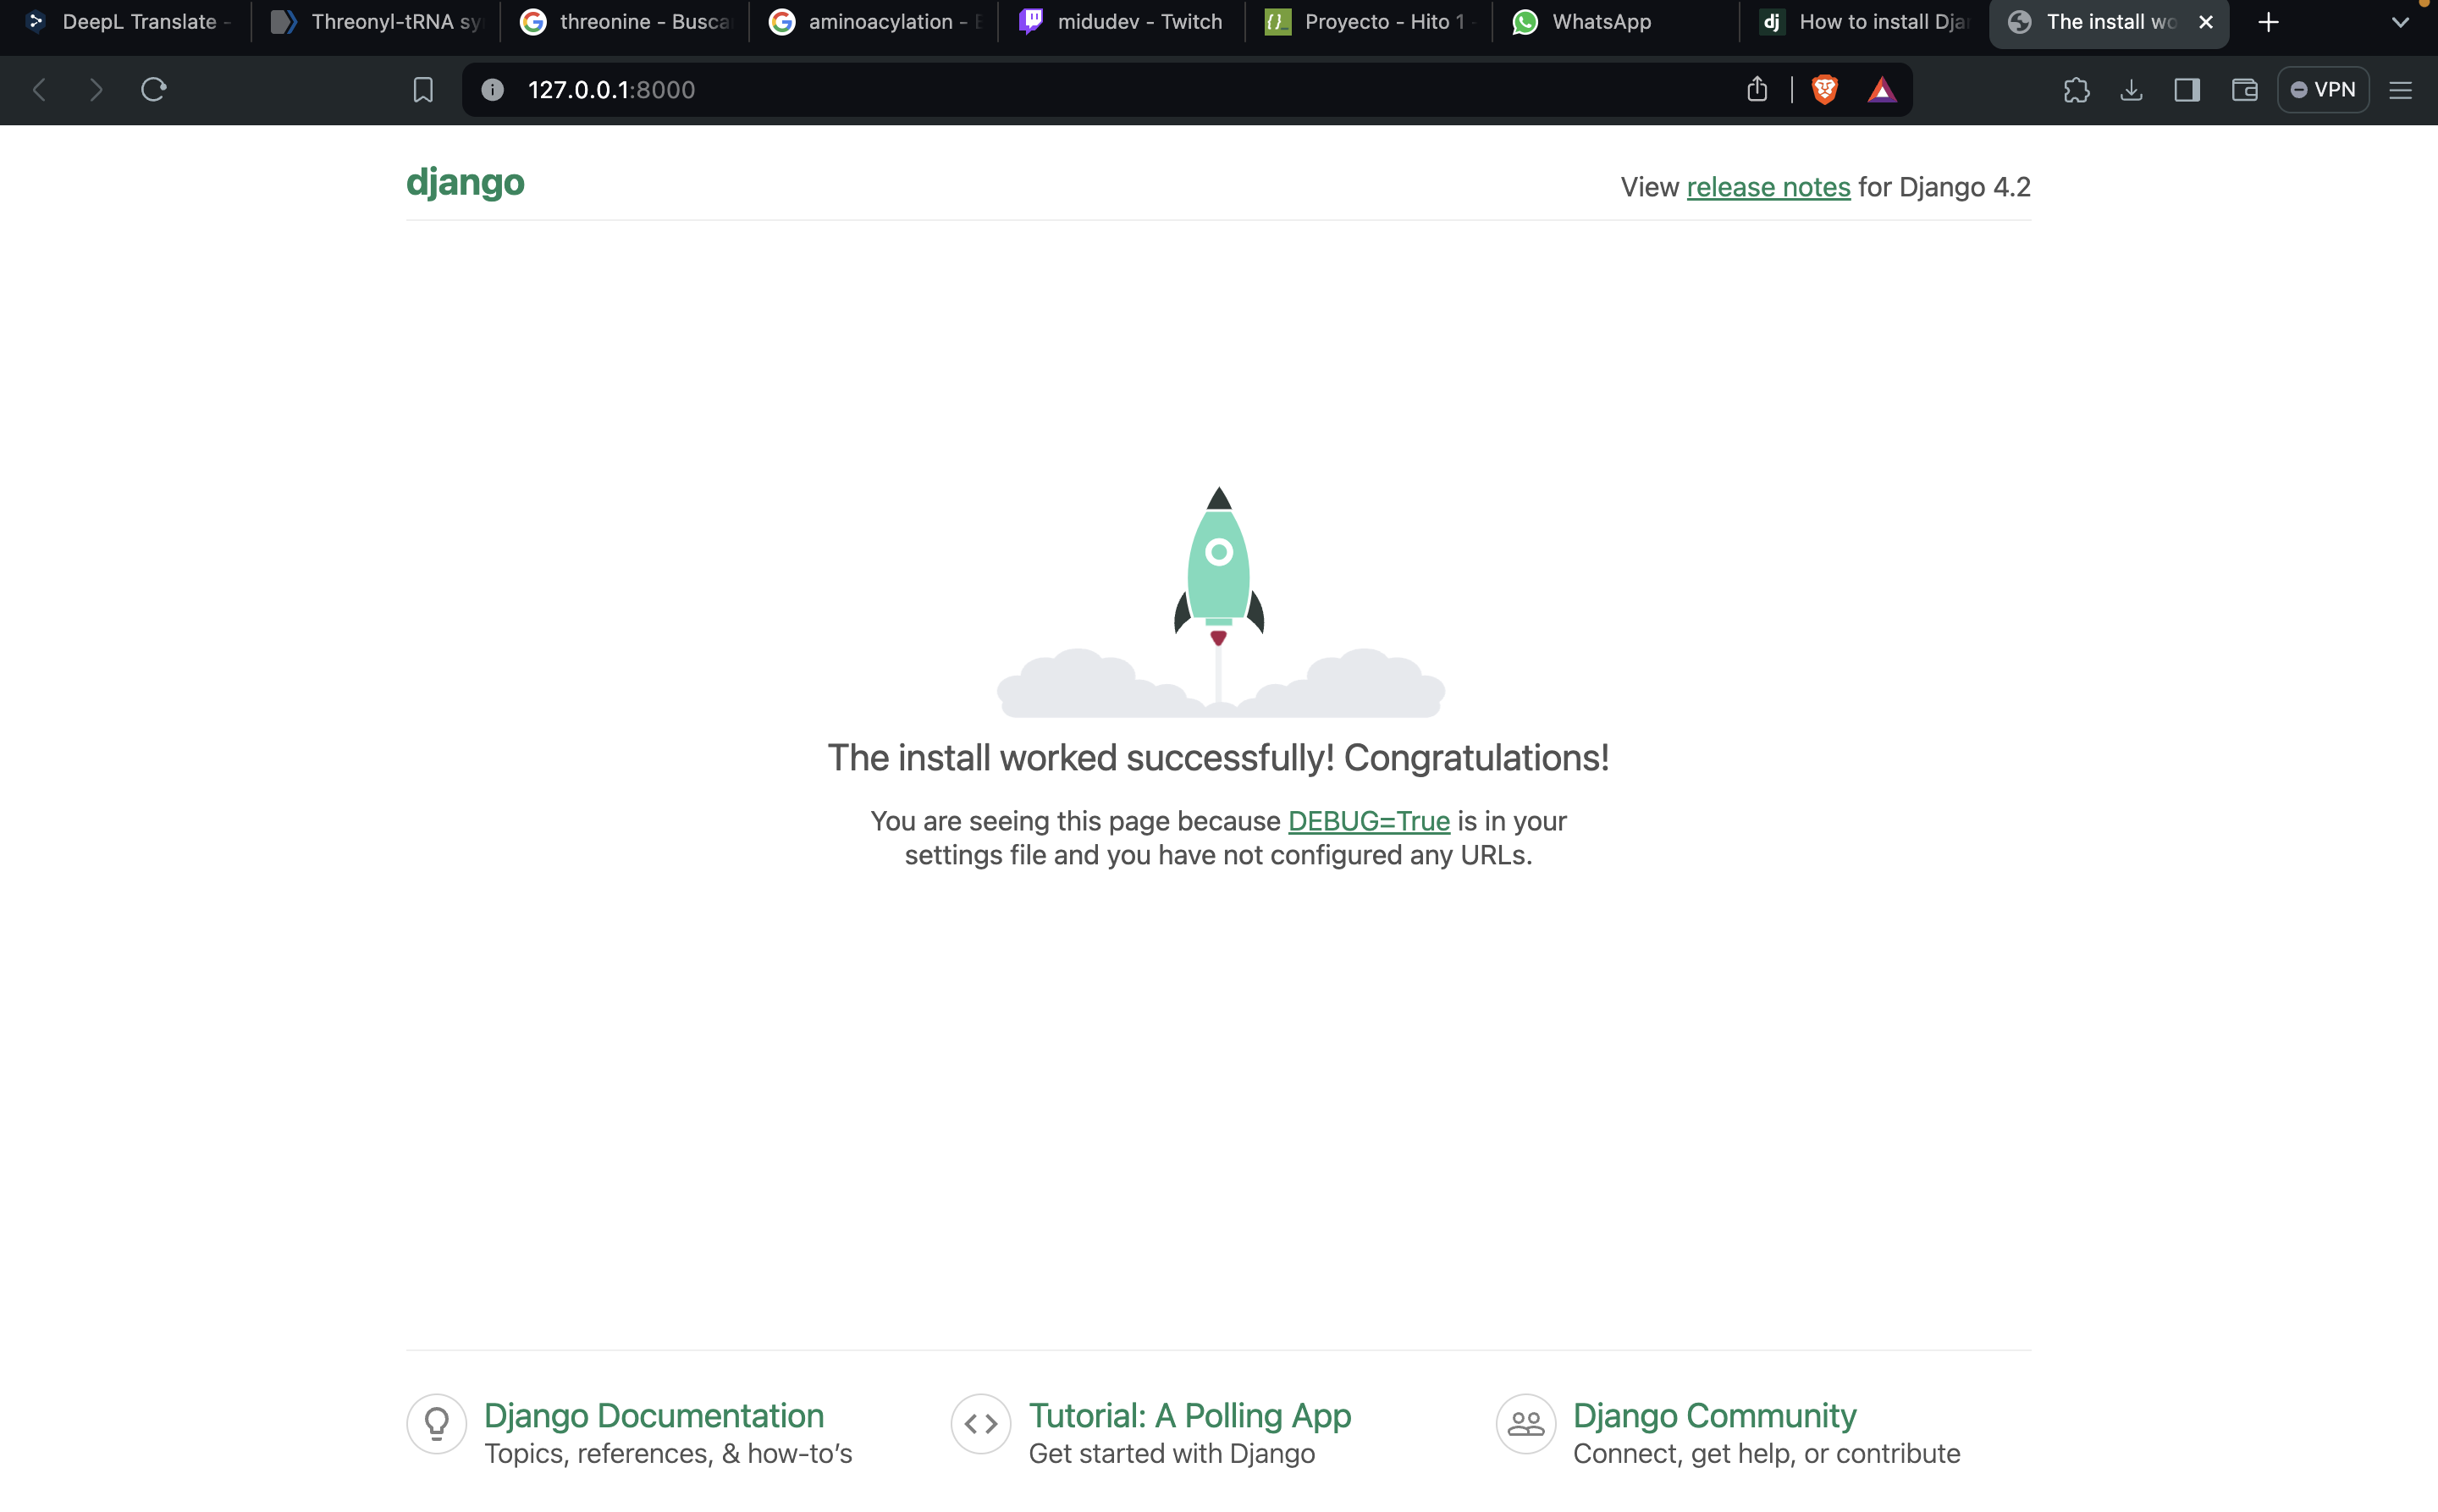 DeepL Translate -
Threonyl-tRNA sy
threonine - Busca
aminoacylation -
midudev - Twitch
Proyecto - Hito 1 -
WhatsApp
dj
How to install Dja
The install wo
127.0.0.1:8000
VPN
django
View release notes for Django 4.2
The install worked successfully! Congratulations!
You are seeing this page because DEBUG=True is in your
settings file and you have not configured any URLs.
Django Documentation
Topics, references, & how-to’s
Tutorial: A Polling App
Get started with Django
Django Community
Connect, get help, or contribute